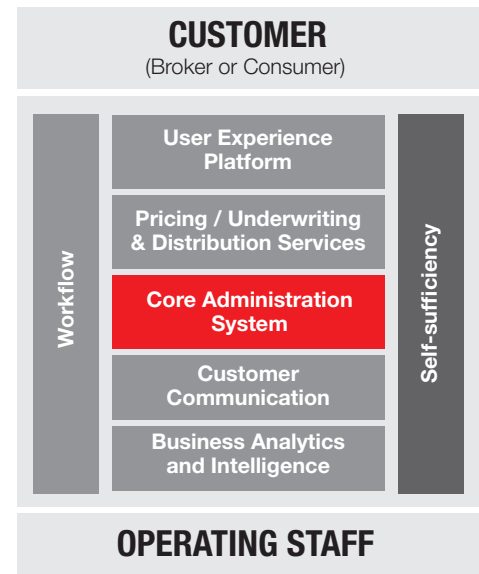 CUSTOMER
(Broker or Consumer)
Workflow
User Experience
Platform
Pricing / Underwriting
& Distribution Services
Core Administration
System
Customer
Communication
Business Analytics
and Intelligence
Self-sufficiency
OPERATING STAFF